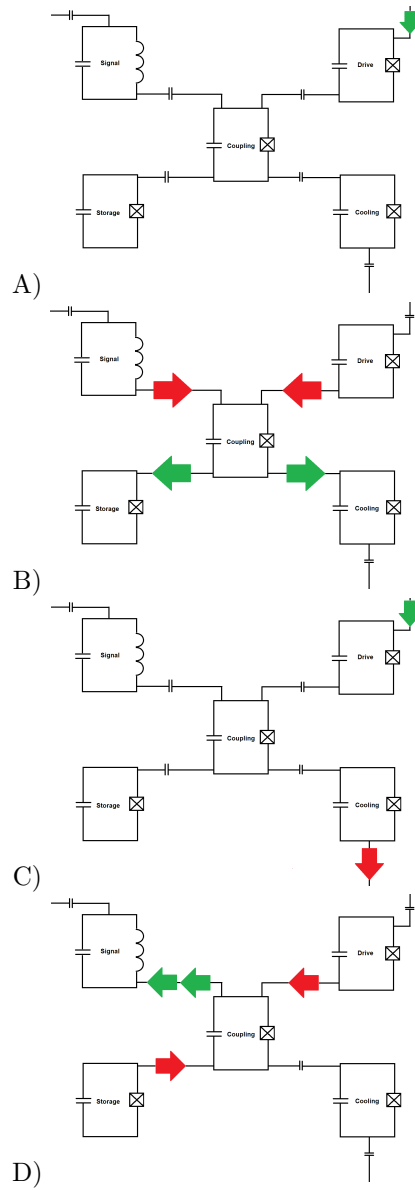 Signal
Drive
Coupling
Storage
Cooling
A)
Signal
Drive
Coupling
Storage
Cooling
B)
Signal
Drive
Coupling
Storage
Cooling
C)
Signal
Drive
Coupling
Storage
Cooling
D)